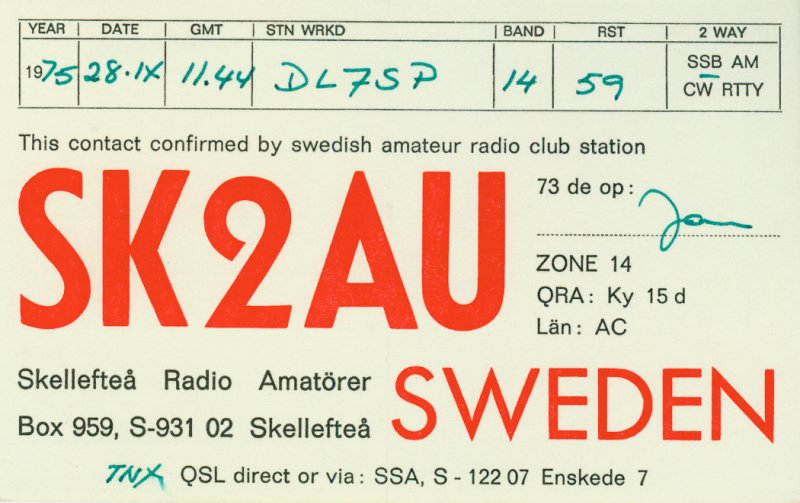 YEAR DATE GMT STN WRKD BAND RST 2 WAY
1975 28·IX 11.44 DL7SP 14 59 SSB AM
CW RTTY
This contact confirmed by swedish amateur radio club station
SK2AU
73 de op: Jan
ZONE 14
QRA: Ky 15 d
Län: AC
Skellefteå Radio Amatörer
Box 959, S-931 02 Skellefteå
SWEDEN
TNX QSL direct or via: SSA, S - 122 07 Enskede 7